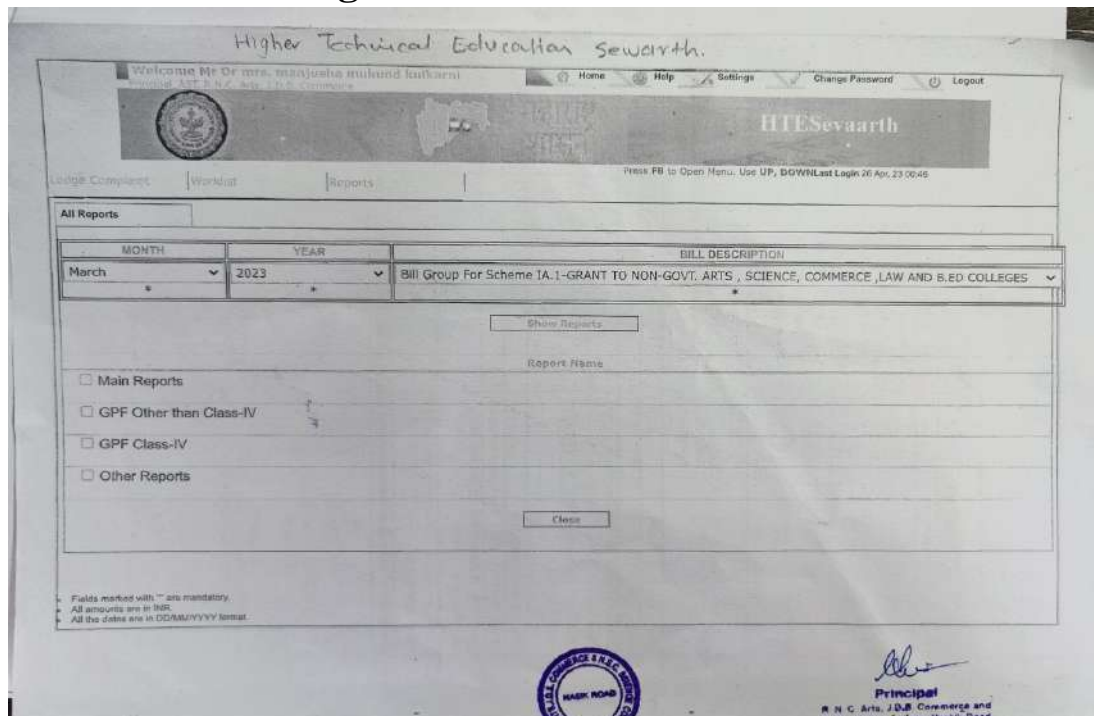 Higher Technical Education Sewarth.
Welcome Mr Or mrs. manjusha mukund kulkarni
Home Help Settings Change Password Logout
HTESevaarth
Press F8 to Open Menu. Use UP, DOWN Last Login 26 Apr, 23 00:46
Lodge Complaint Worklist Reports
All Reports
MONTH YEAR BILL DESCRIPTION
March 2023 Bill Group For Scheme IA.1-GRANT TO NON-GOVT. ARTS , SCIENCE, COMMERCE ,LAW AND B.ED COLLEGES
* * *
Show Reports
Report Name
Main Reports
GPF Other than Class-IV
GPF Class-IV
Other Reports
Close
Fields marked with '*' are mandatory.
All amounts are in INR.
All the dates are in DD/MM/YYYY format.
COMMERCE & N.S.C. SCIENCE
NASIK ROAD
Principal
R N C Arts, J.D.B. Commerce and